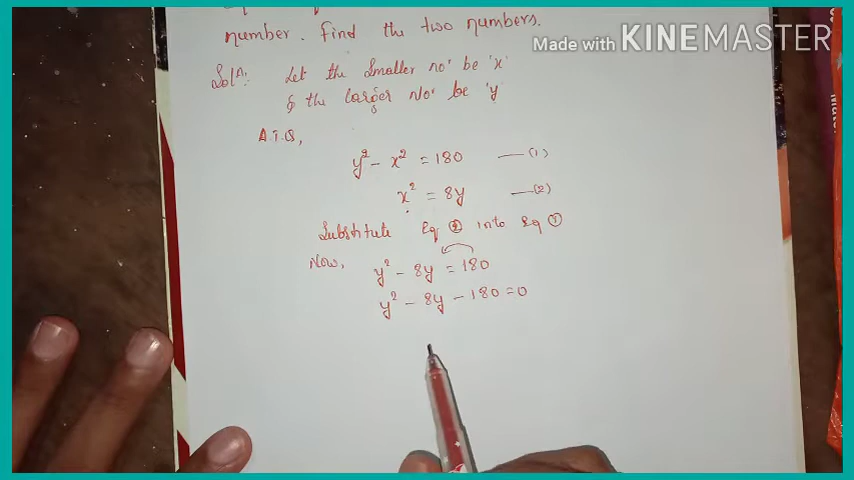 number. Find the two numbers.
Made with KINEMASTER
Solⁿ: Let the Smaller no' be 'x'
& the larger No' be 'y
A.T.Q,
y² - x² = 180 —(1)
x² = 8y —(2)
Substitute Eq ② into Eq ①
Now, y² - 8y = 180
y² - 8y - 180 = 0